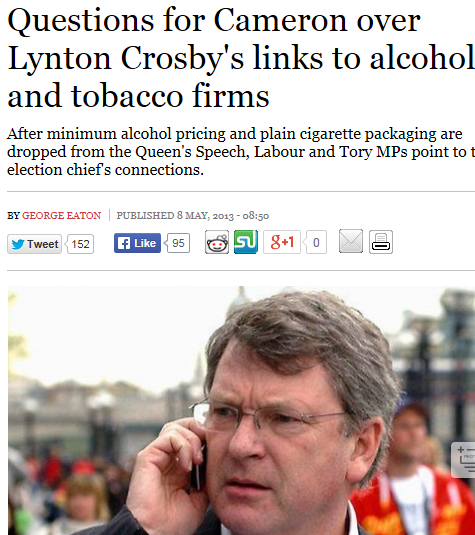 Questions for Cameron over
Lynton Crosby's links to alcohol
and tobacco firms
After minimum alcohol pricing and plain cigarette packaging are
dropped from the Queen's Speech, Labour and Tory MPs point to t
election chief's connections.
BY GEORGE EATON PUBLISHED 8 MAY, 2013 - 08:50
Tweet 152 Like 95 g+1 0